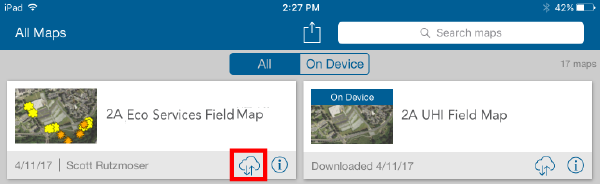 iPad 2:27 PM 42%
All Maps Search maps
All On Device 17 maps
2A Eco Services Field Map
4/11/17 | Scott Rutzmoser
On Device
2A UHI Field Map
Downloaded 4/11/17